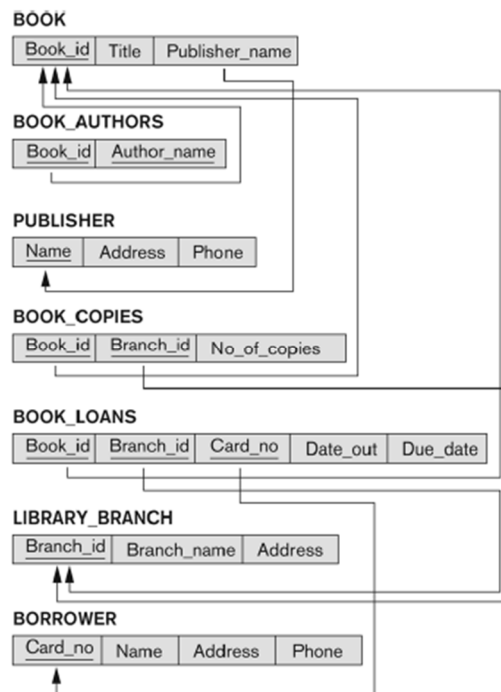 BOOK
Book_id Title Publisher_name
BOOK_AUTHORS
Book_id Author_name
PUBLISHER
Name Address Phone
BOOK_COPIES
Book_id Branch_id No_of_copies
BOOK_LOANS
Book_id Branch_id Card_no Date_out Due_date
LIBRARY_BRANCH
Branch_id Branch_name Address
BORROWER
Card_no Name Address Phone